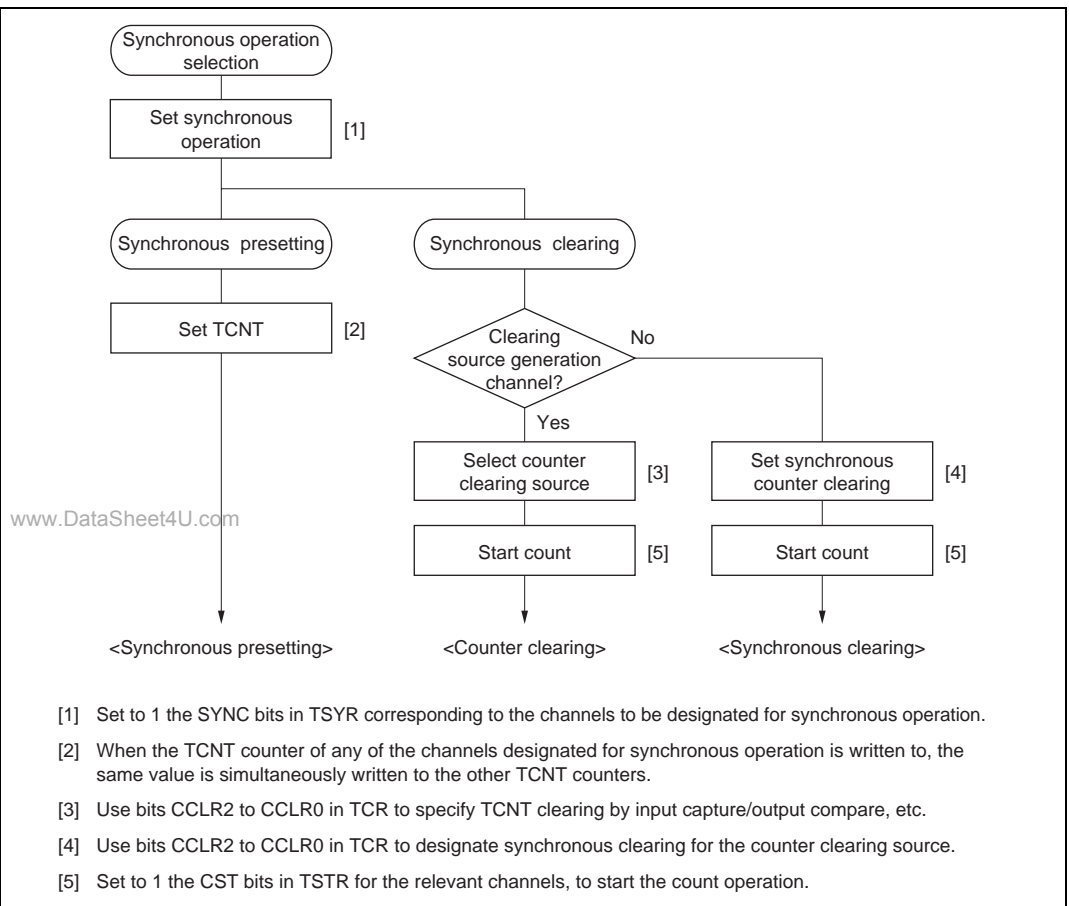 Synchronous operation
selection
Set synchronous
operation
[1]
Synchronous presetting
Synchronous clearing
Set TCNT
[2]
Clearing
source generation
channel?
No
Yes
Select counter
clearing source
[3]
Set synchronous
counter clearing
[4]
www.DataSheet4U.com
Start count
[5]
Start count
[5]
<Synchronous presetting>
<Counter clearing>
<Synchronous clearing>
[1] Set to 1 the SYNC bits in TSYR corresponding to the channels to be designated for synchronous operation.
[2] When the TCNT counter of any of the channels designated for synchronous operation is written to, the
same value is simultaneously written to the other TCNT counters.
[3] Use bits CCLR2 to CCLR0 in TCR to specify TCNT clearing by input capture/output compare, etc.
[4] Use bits CCLR2 to CCLR0 in TCR to designate synchronous clearing for the counter clearing source.
[5] Set to 1 the CST bits in TSTR for the relevant channels, to start the count operation.